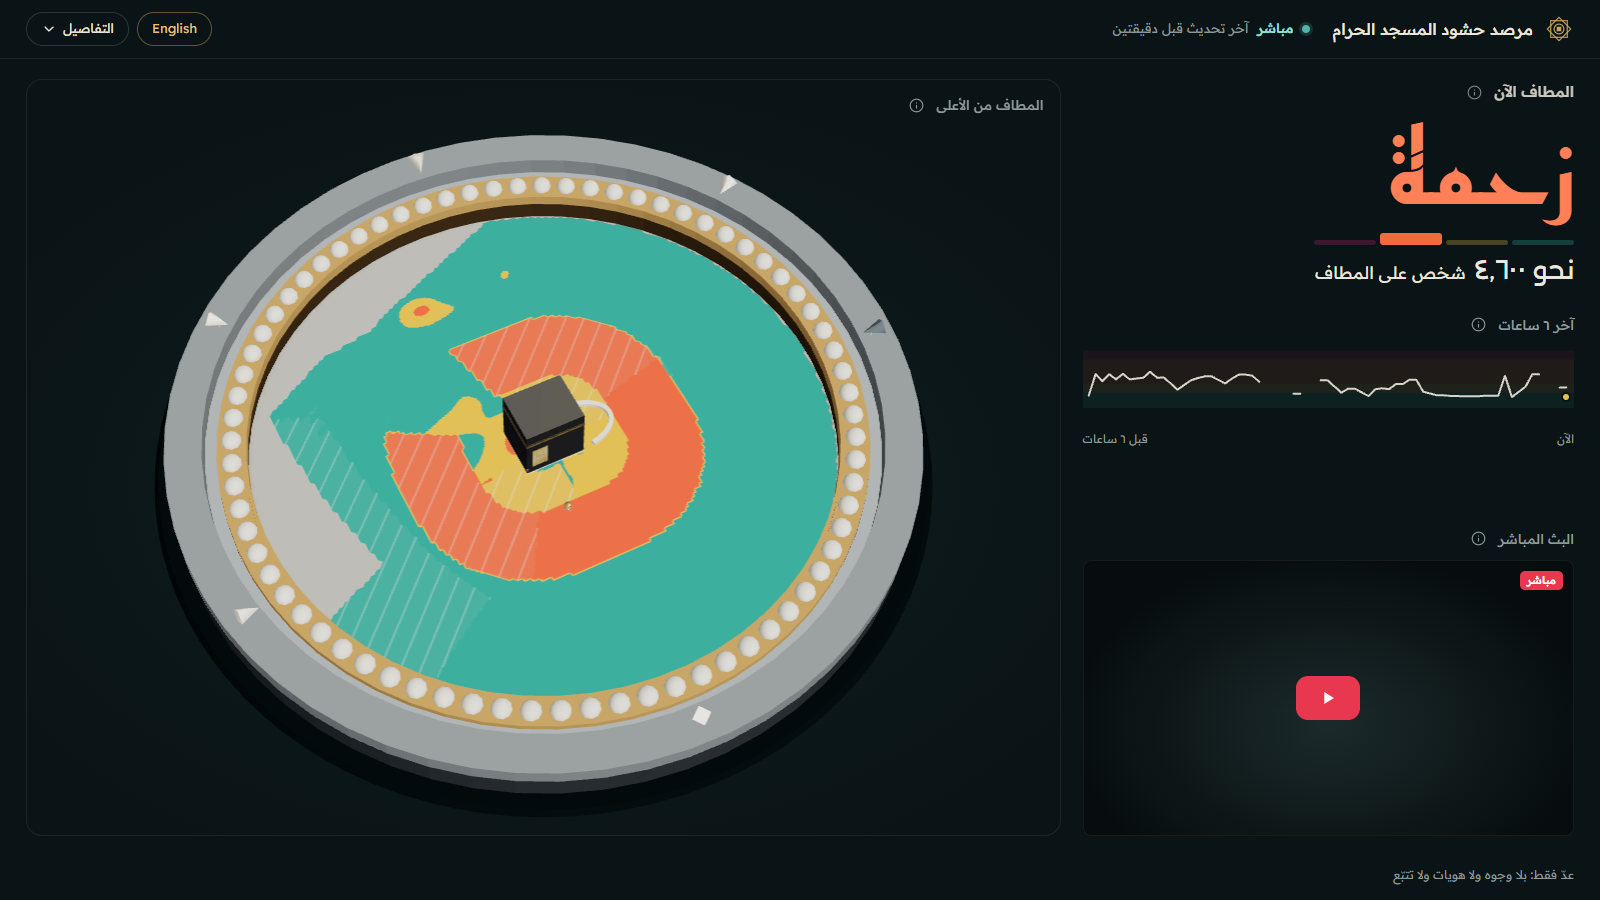 مرصد حشود المسجد الحرام
مباشر آخر تحديث قبل دقيقتين
English
التفاصيل
المطاف الآن
زحمة
نحو ٤,٦٠٠ شخص على المطاف
آخر ٦ ساعات
قبل ٦ ساعات
الآن
البث المباشر
مباشر
المطاف من الأعلى
عدّ فقط: بلا وجوه ولا هويات ولا تتبّع